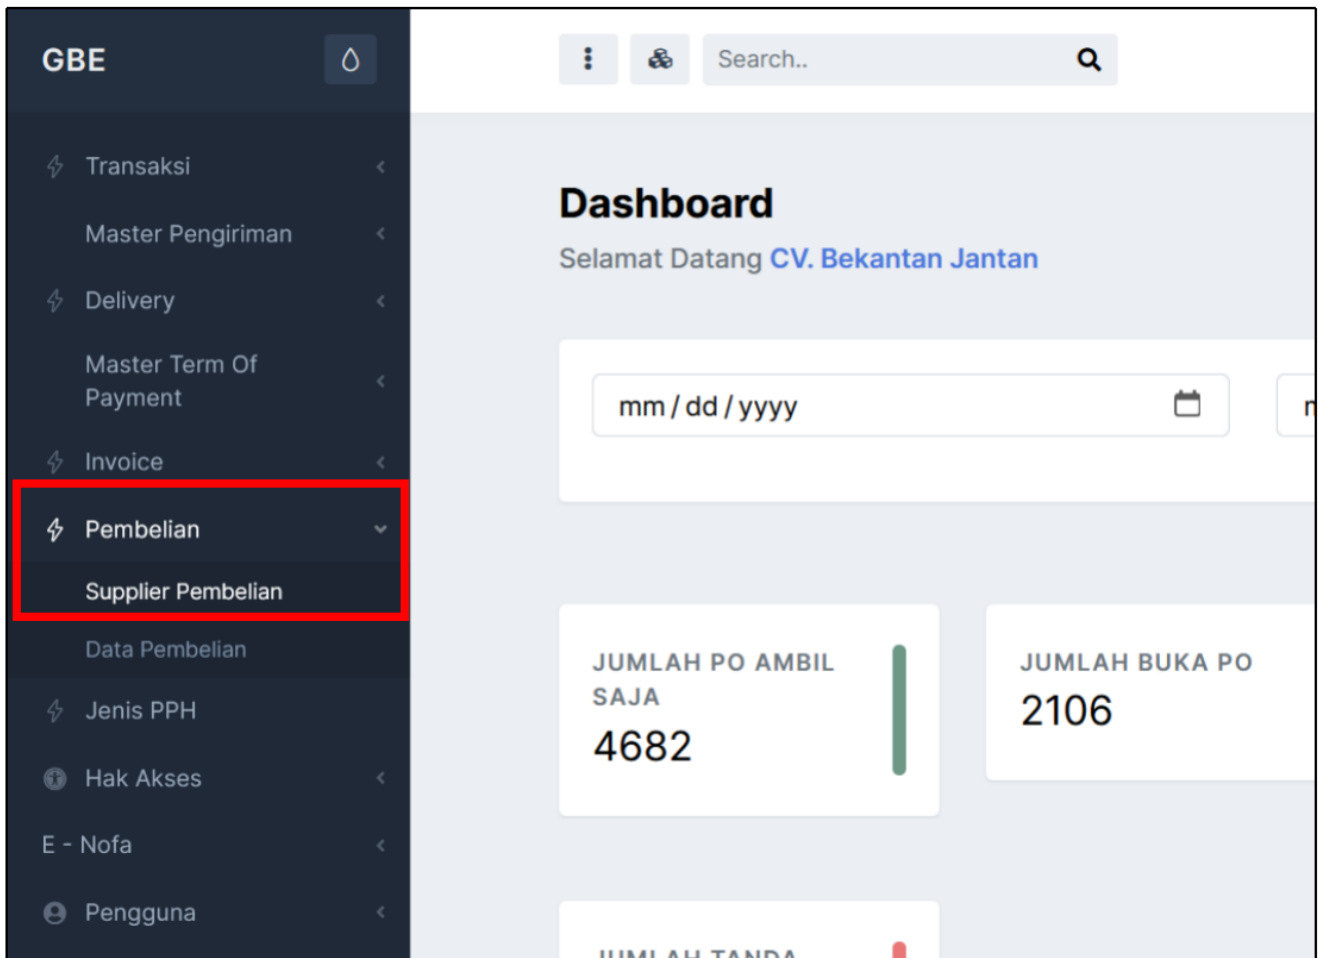 GBE
Search..
Transaksi
Master Pengiriman
Delivery
Master Term Of
Payment
Invoice
Pembelian
Supplier Pembelian
Data Pembelian
Jenis PPH
Hak Akses
E - Nofa
Pengguna
Dashboard
Selamat Datang CV. Bekantan Jantan
mm / dd / yyyy
JUMLAH PO AMBIL
SAJA
4682
JUMLAH BUKA PO
2106
JUMLAH TANDA